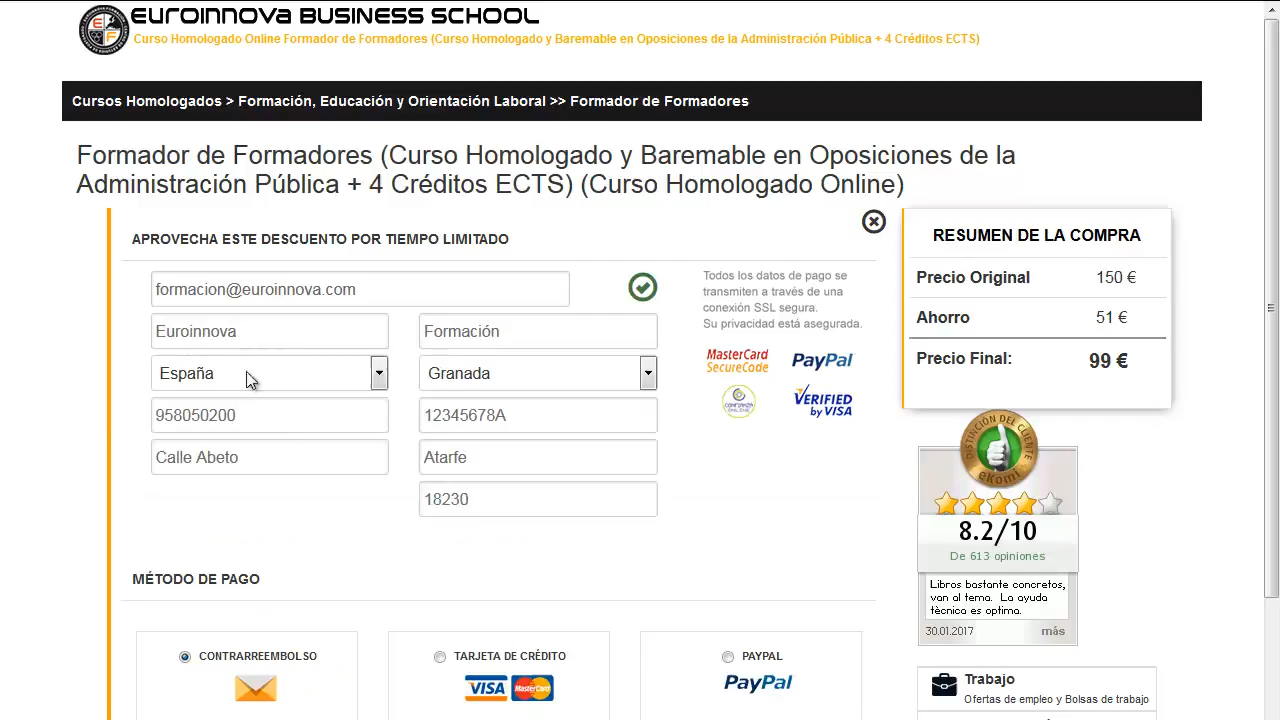 EUROINNOVA BUSINESS SCHOOL
Curso Homologado Online Formador de Formadores (Curso Homologado y Baremable en Oposiciones de la Administración Pública + 4 Créditos ECTS)
Cursos Homologados > Formación, Educación y Orientación Laboral >> Formador de Formadores
Formador de Formadores (Curso Homologado y Baremable en Oposiciones de la
Administración Pública + 4 Créditos ECTS) (Curso Homologado Online)
APROVECHA ESTE DESCUENTO POR TIEMPO LIMITADO
formacion@euroinnova.com
Euroinnova Formación
España Granada
958050200 12345678A
Calle Abeto Atarfe
18230
Todos los datos de pago se
transmiten a través de una
conexión SSL segura.
Su privacidad está asegurada.
MasterCard PayPal
SecureCode
CONFIANZA ONLINE VERIFIED
by VISA
RESUMEN DE LA COMPRA
Precio Original 150 €
Ahorro 51 €
Precio Final: 99 €
DISTINCIÓN DEL CLIENTE
eKomi
8.2/10
De 613 opiniones
Libros bastante concretos,
van al tema. La ayuda
tècnica es optima.
30.01.2017 más
MÉTODO DE PAGO
CONTRARREEMBOLSO TARJETA DE CRÉDITO PAYPAL
VISA MasterCard PayPal
Trabajo
Ofertas de empleo y Bolsas de trabajo